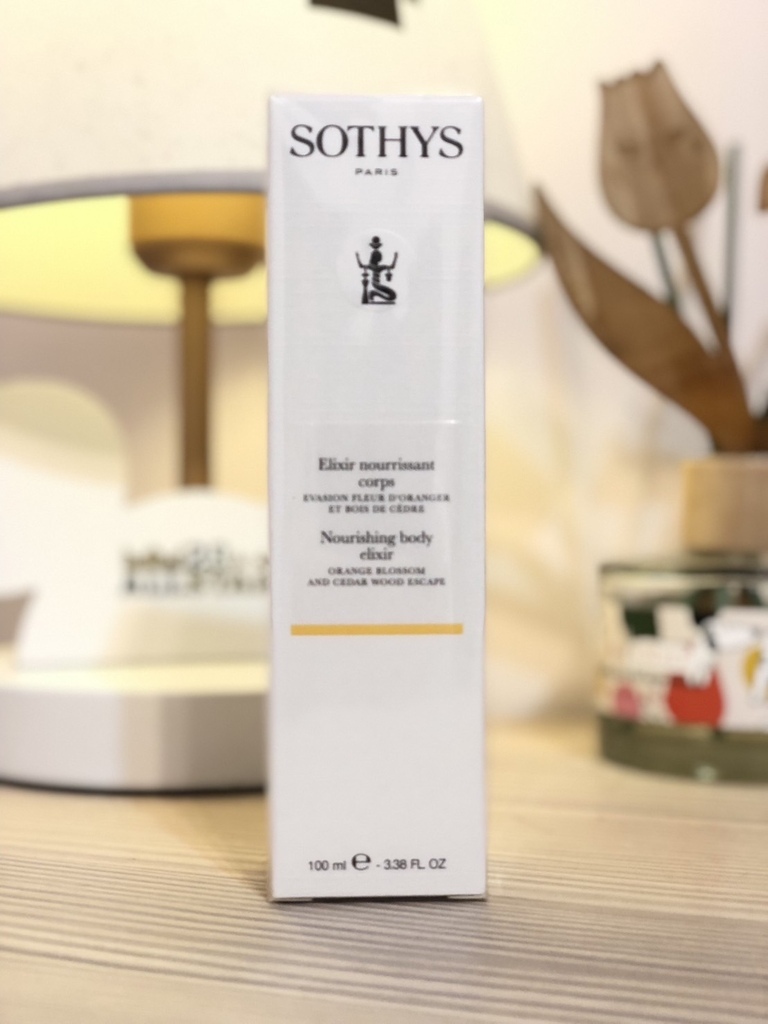 SOTHYS
PARIS
Elixir nourrissant
corps
EVASION FLEUR D'ORANGER
ET BOIS DE CÈDRE
Nourishing body
elixir
ORANGE BLOSSOM
AND CEDAR WOOD ESCAPE
100 ml ℮ - 3.38 FL. OZ